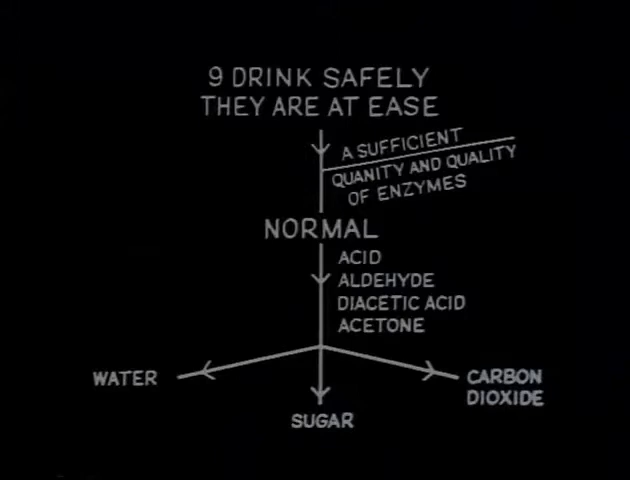 9 DRINK SAFELY
THEY ARE AT EASE
A SUFFICIENT
QUANITY AND QUALITY
OF ENZYMES
NORMAL
ACID
ALDEHYDE
DIACETIC ACID
ACETONE
WATER
CARBON
DIOXIDE
SUGAR